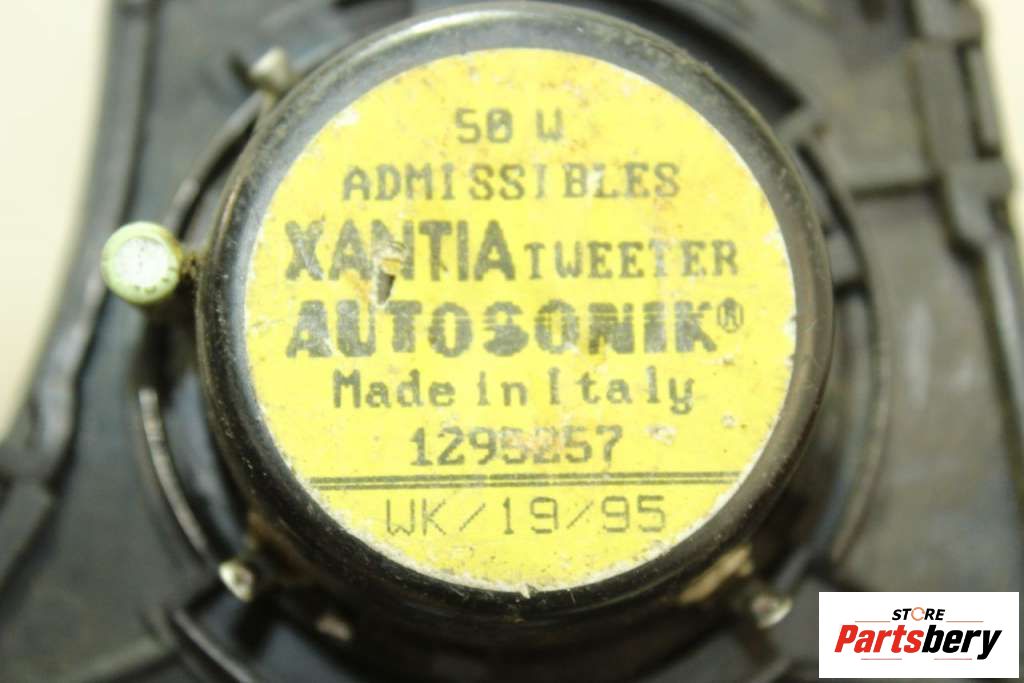 50 W
ADMISSIBLES
XANTIA TWEETER
AUTOSONIK®
Made in Italy
1295257
WK/19/95
STORE
Partsbery